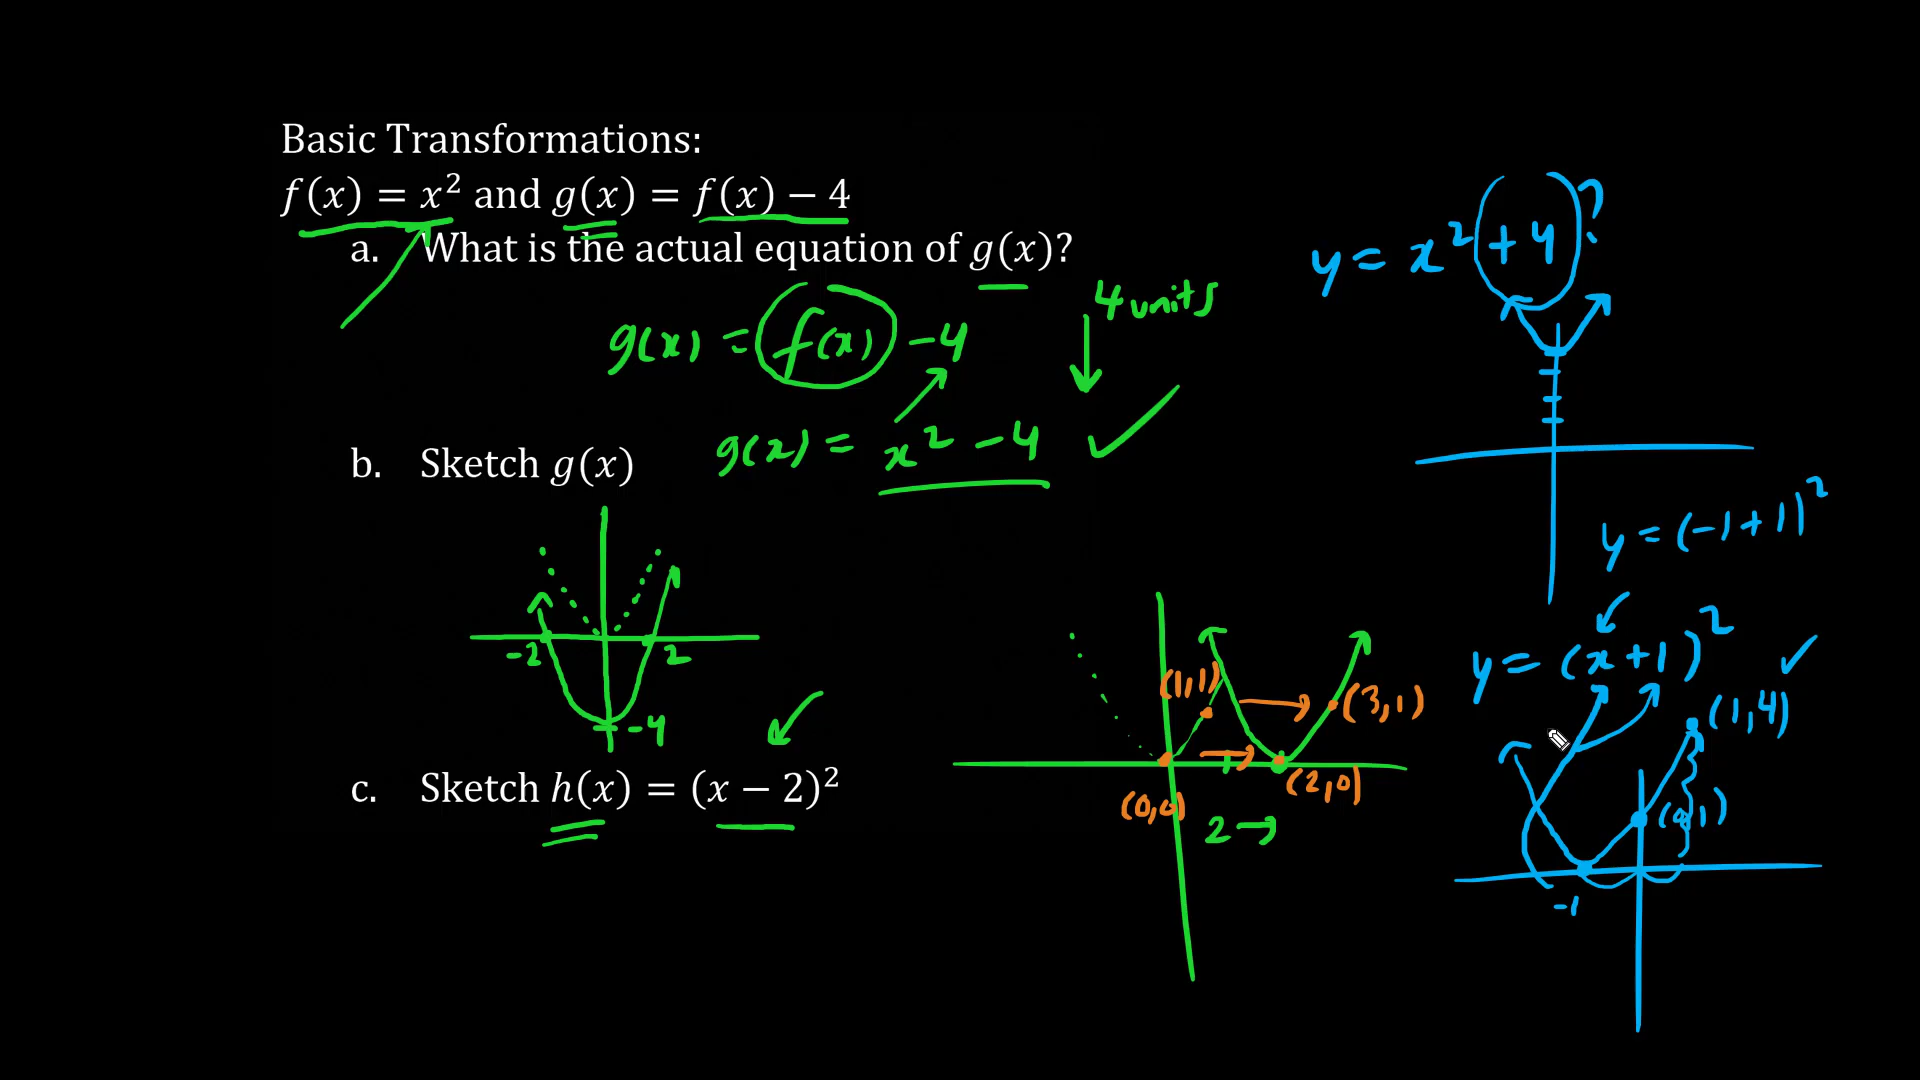 Basic Transformations:
f(x) = x² and g(x) = f(x) − 4
a. What is the actual equation of g(x)?
g(x) = f(x) −4
4 units
g(x) = x² −4
b. Sketch g(x)
-2
2
-4
c. Sketch h(x) = (x − 2)²
(1,1)
(3,1)
(0,0)
(2,0)
2 →
y = x² + 4 ?
y = (-1+1)²
y = (x+1)²
(1,4)
(0,1)
-1